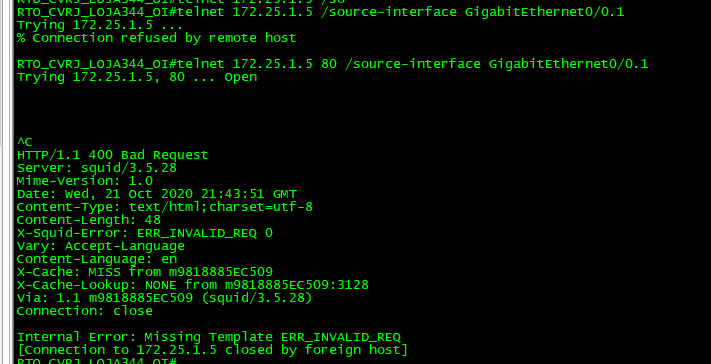 RTO_CVRJ_LOJA344_OI#telnet 172.25.1.5 /source-interface GigabitEthernet0/0.1
Trying 172.25.1.5 ...
% Connection refused by remote host
RTO_CVRJ_LOJA344_OI#telnet 172.25.1.5 80 /source-interface GigabitEthernet0/0.1
Trying 172.25.1.5, 80 ... Open
^C
HTTP/1.1 400 Bad Request
Server: squid/3.5.28
Mime-Version: 1.0
Date: Wed, 21 Oct 2020 21:43:51 GMT
Content-Type: text/html;charset=utf-8
Content-Length: 48
X-Squid-Error: ERR_INVALID_REQ 0
Vary: Accept-Language
Content-Language: en
X-Cache: MISS from m9818885EC509
X-Cache-Lookup: NONE from m9818885EC509:3128
Via: 1.1 m9818885EC509 (squid/3.5.28)
Connection: close
Internal Error: Missing Template ERR_INVALID_REQ
[Connection to 172.25.1.5 closed by foreign host]
RTO_CVRJ_LOJA344_OI#